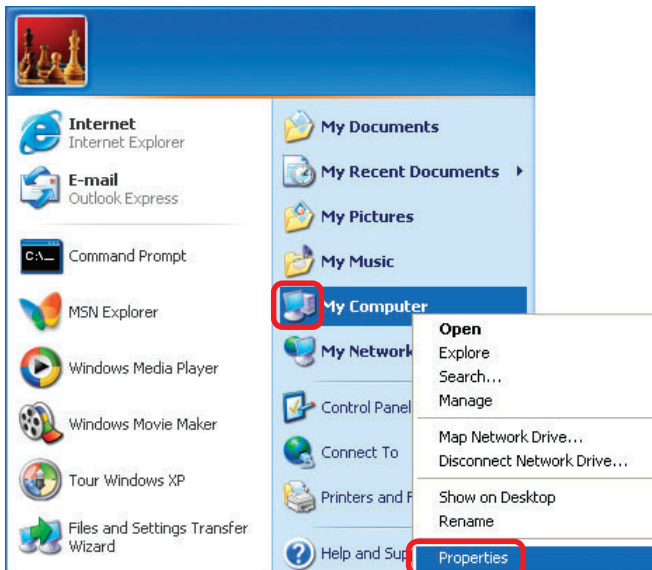 Internet
Internet Explorer
E-mail
Outlook Express
C:\_
Command Prompt
MSN Explorer
Windows Media Player
Windows Movie Maker
Tour Windows XP
Files and Settings Transfer
Wizard
My Documents
My Recent Documents
My Pictures
My Music
My Computer
My Network
Control Panel
Connect To
Printers and F
Help and Sup
Open
Explore
Search...
Manage
Map Network Drive...
Disconnect Network Drive...
Show on Desktop
Rename
Properties